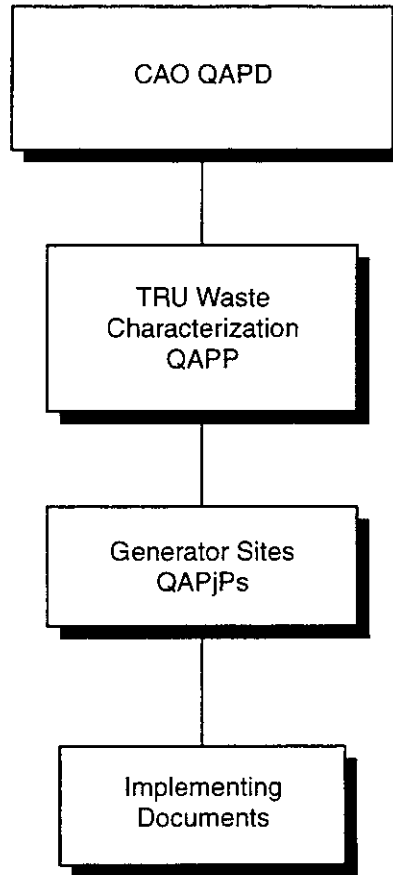 CAO QAPD
TRU Waste
Characterization
QAPP
Generator Sites
QAPjPs
Implementing
Documents